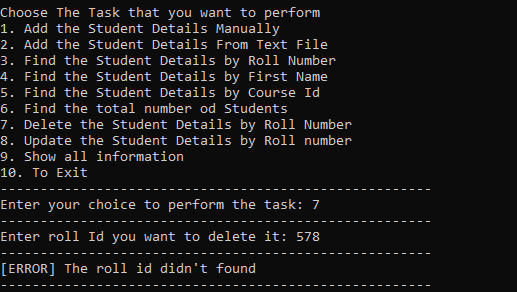 Choose The Task that you want to perform
1. Add the Student Details Manually
2. Add the Student Details From Text File
3. Find the Student Details by Roll Number
4. Find the Student Details by First Name
5. Find the Student Details by Course Id
6. Find the total number od Students
7. Delete the Student Details by Roll Number
8. Update the Student Details by Roll number
9. Show all information
10. To Exit
------------------------------------------------------
Enter your choice to perform the task: 7
------------------------------------------------------
Enter roll Id you want to delete it: 578
------------------------------------------------------
[ERROR] The roll id didn't found
------------------------------------------------------